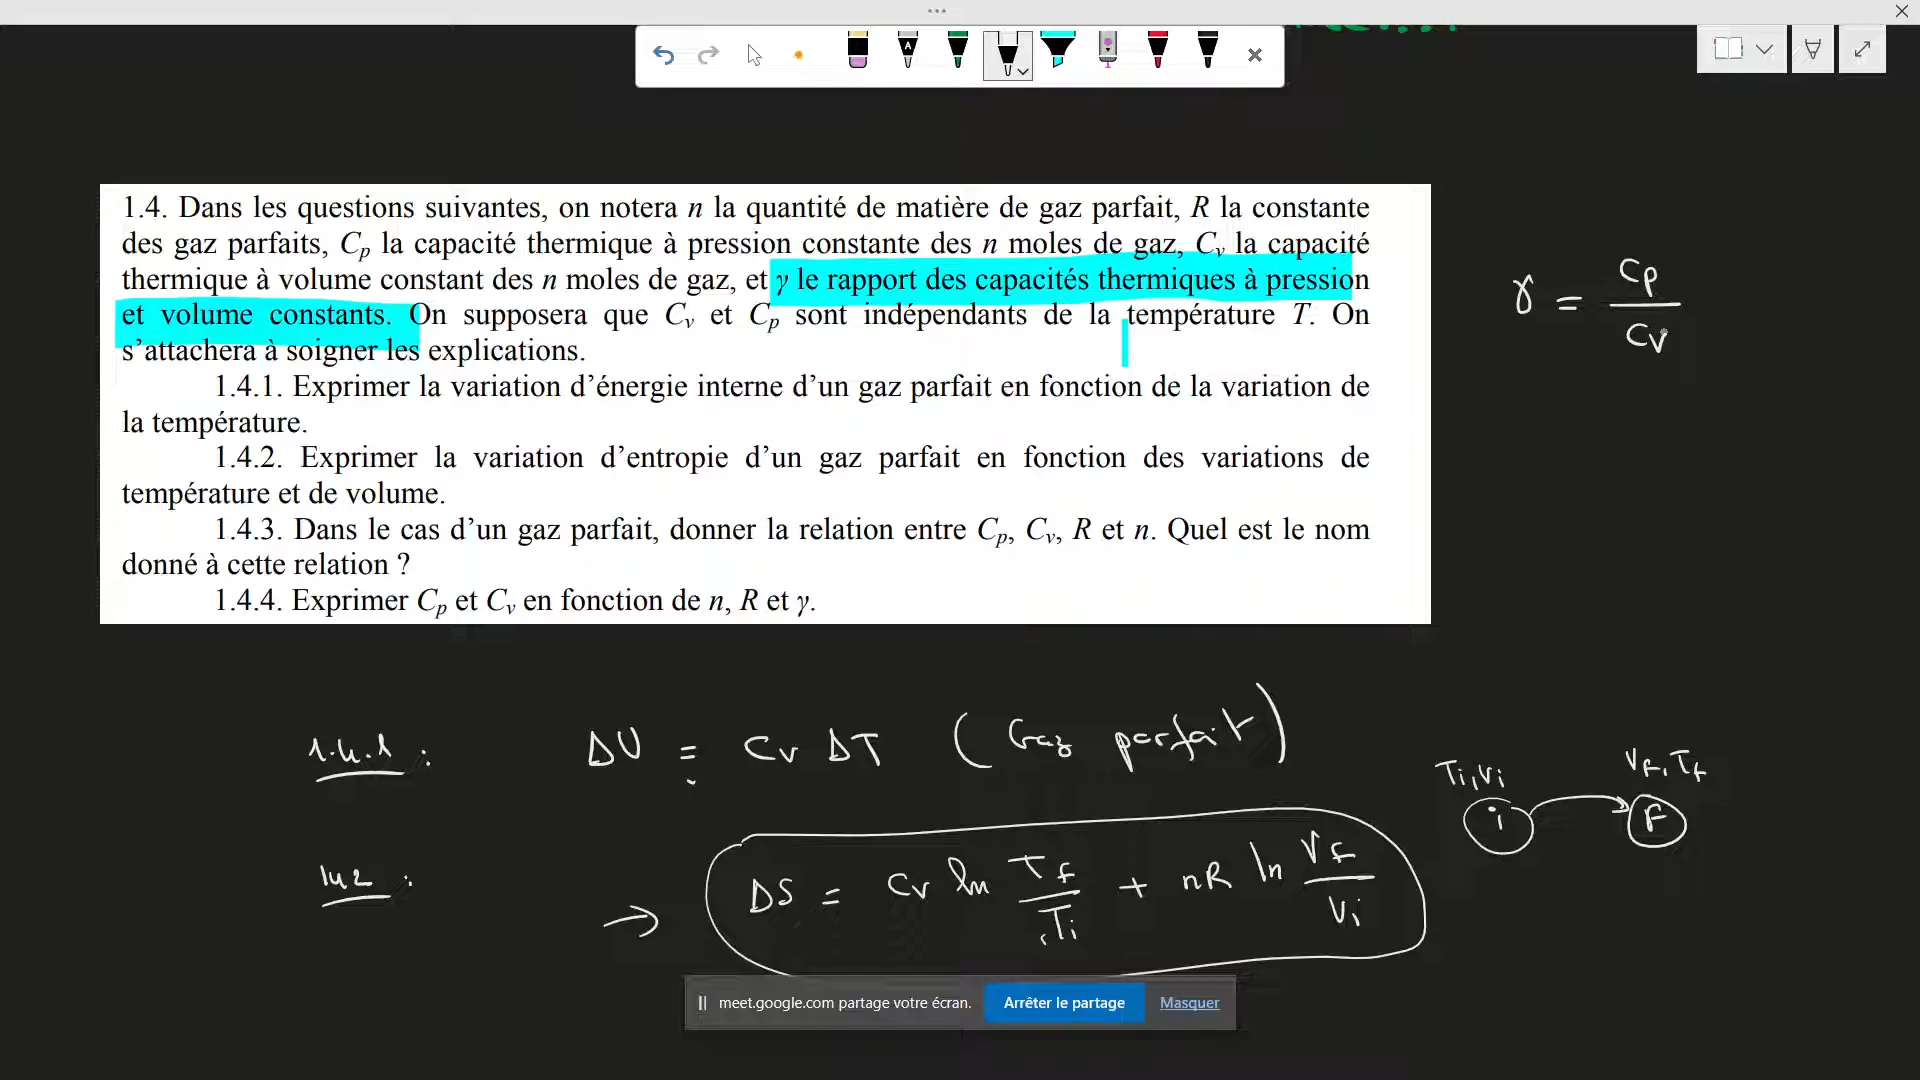 1.4. Dans les questions suivantes, on notera n la quantité de matière de gaz parfait, R la constante
des gaz parfaits, Cp la capacité thermique à pression constante des n moles de gaz, Cv la capacité
thermique à volume constant des n moles de gaz, et γ le rapport des capacités thermiques à pression
et volume constants. On supposera que Cv et Cp sont indépendants de la température T. On
s'attachera à soigner les explications.
1.4.1. Exprimer la variation d'énergie interne d'un gaz parfait en fonction de la variation de
la température.
1.4.2. Exprimer la variation d'entropie d'un gaz parfait en fonction des variations de
température et de volume.
1.4.3. Dans le cas d'un gaz parfait, donner la relation entre Cp, Cv, R et n. Quel est le nom
donné à cette relation ?
1.4.4. Exprimer Cp et Cv en fonction de n, R et γ.
γ = Cp / Cv
1.4.1 : ΔU = Cv ΔT (Gaz parfait)
Ti, Vi Vf, Tf
i → F
142 :
→ ΔS = Cv ln Tf/Ti + nR ln Vf/Vi
meet.google.com partage votre écran. Arrêter le partage Masquer